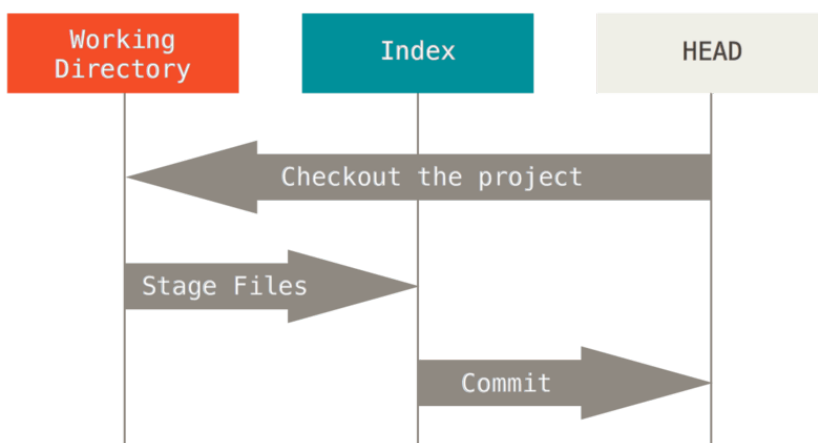 Working
Directory
Index
HEAD
Checkout the project
Stage Files
Commit